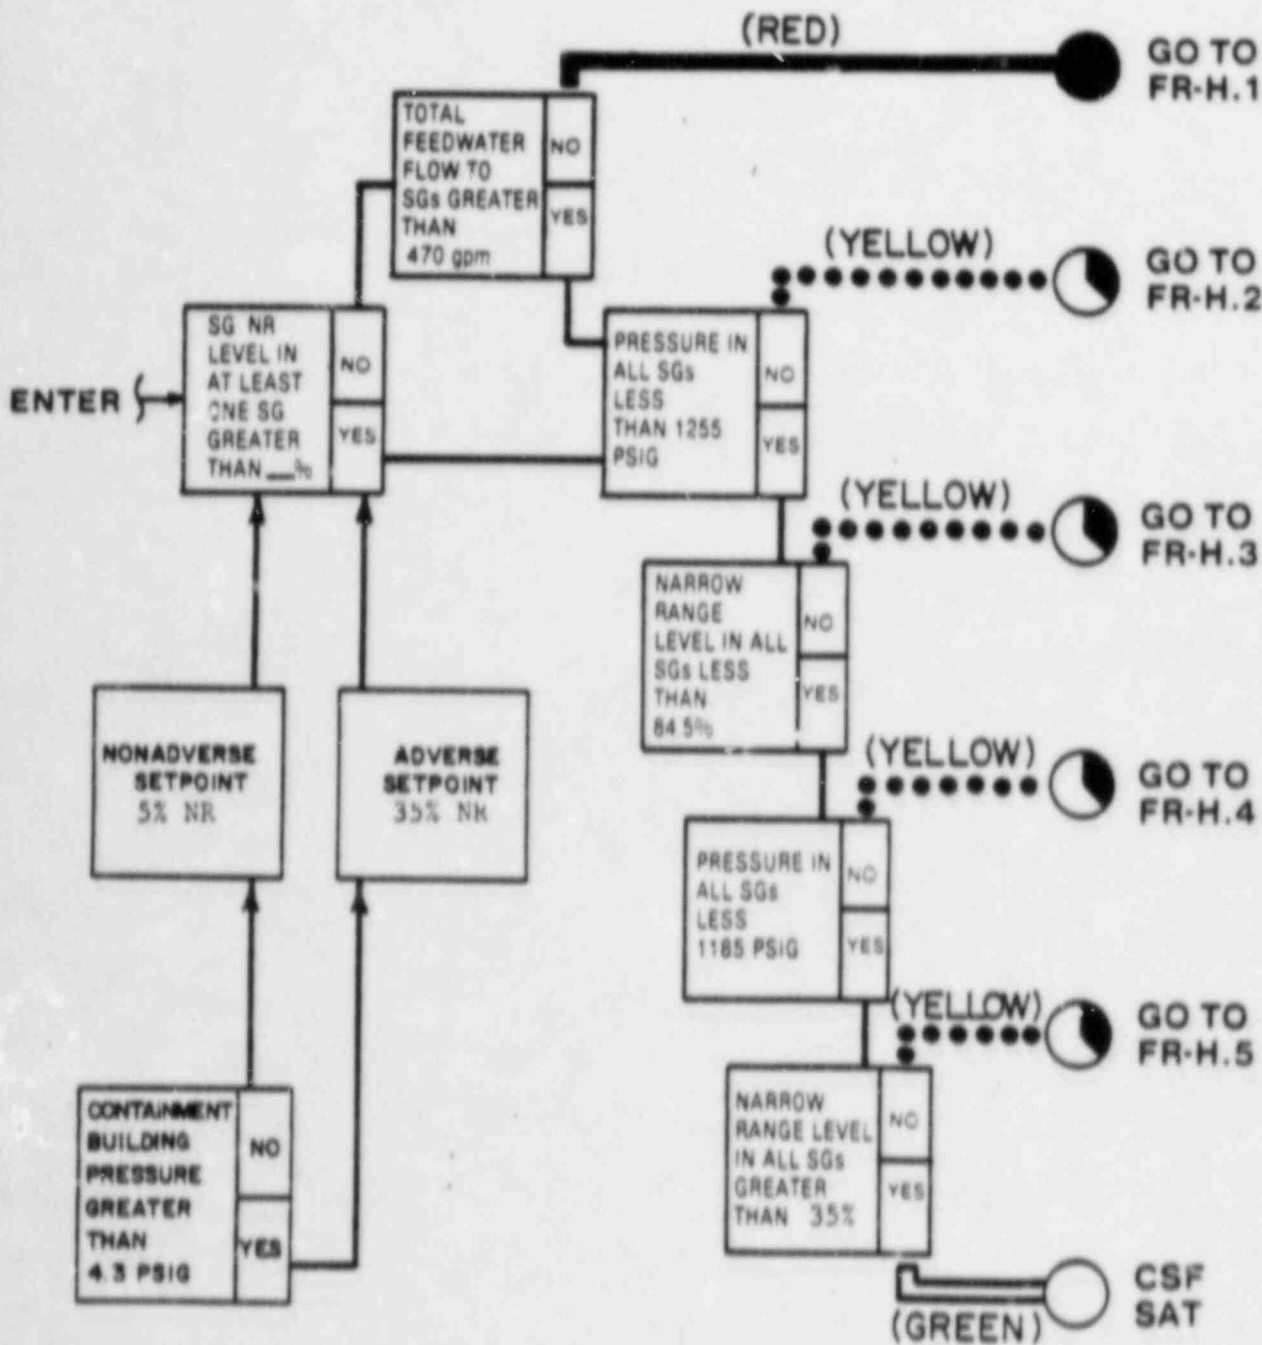 (RED)
GO TO
FR-H.1
TOTAL
FEEDWATER
FLOW TO
SGs GREATER
THAN
470 gpm
NO
YES
(YELLOW)
GO TO
FR-H.2
SG NR
LEVEL IN
AT LEAST
ONE SG
GREATER
THAN __%
NO
YES
ENTER
PRESSURE IN
ALL SGs
LESS
THAN 1255
PSIG
NO
YES
(YELLOW)
GO TO
FR-H.3
NARROW
RANGE
LEVEL IN ALL
SGs LESS
THAN
84.5%
NO
YES
NONADVERSE
SETPOINT
5% NR
ADVERSE
SETPOINT
35% NR
(YELLOW)
GO TO
FR-H.4
PRESSURE IN
ALL SGs
LESS
1185 PSIG
NO
YES
(YELLOW)
GO TO
FR-H.5
CONTAINMENT
BUILDING
PRESSURE
GREATER
THAN
4.3 PSIG
NO
YES
NARROW
RANGE LEVEL
IN ALL SGs
GREATER
THAN 35%
NO
YES
(GREEN)
CSF
SAT